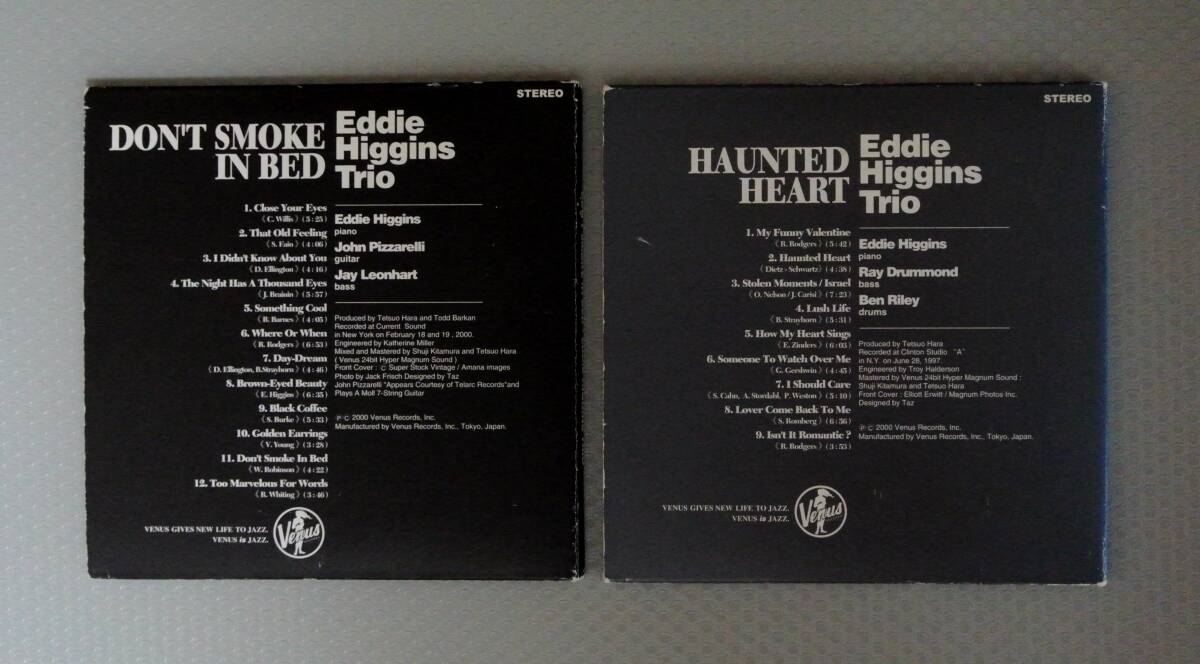 STEREO
DON'T SMOKE
IN BED
Eddie
Higgins
Trio
1. Close Your Eyes
( C. Willis ) ( 5 : 25 )
2. That Old Feeling
( S. Fain ) ( 4 : 06 )
3. I Didn't Know About You
( D. Ellington ) ( 4 : 16 )
4. The Night Has A Thousand Eyes
( J. Brainin ) ( 5 : 57 )
5. Something Cool
( B. Barnes ) ( 4 : 05 )
6. Where Or When
( R. Rodgers ) ( 6 : 53 )
7. Day-Dream
( D. Ellington, B.Strayhorn ) ( 4 : 46 )
8. Brown-Eyed Beauty
( E. Higgins ) ( 6 : 35 )
9. Black Coffee
( S. Burke ) ( 5 : 33 )
10. Golden Earrings
( V. Young ) ( 3 : 28 )
11. Don't Smoke In Bed
( W. Robinson ) ( 4 : 22 )
12. Too Marvelous For Words
( R. Whiting ) ( 3 : 46 )
Eddie Higgins
piano
John Pizzarelli
guitar
Jay Leonhart
bass
Produced by Tetsuo Hara and Todd Barkan
Recorded at Current Sound
in New York on February 18 and 19 , 2000.
Engineered by Katherine Miller
Mixed and Mastered by Shuji Kitamura and Tetsuo Hara
( Venus 24bit Hyper Magnum Sound )
Front Cover : © Super Stock Vintage / Amana images
Photo by Jack Frisch Designed by Taz
John Pizzarelli "Appears Courtesy of Telarc Records"and
Plays A Moll 7-String Guitar
℗ © 2000 Venus Records, Inc.
Manufactured by Venus Records, Inc., Tokyo, Japan.
VENUS GIVES NEW LIFE TO JAZZ.
VENUS is JAZZ.
Venus
STEREO
HAUNTED
HEART
Eddie
Higgins
Trio
1. My Funny Valentine
( R. Rodgers ) ( 5 : 42 )
2. Haunted Heart
( Dietz - Schwartz ) ( 4 : 38 )
3. Stolen Moments / Israel
( O. Nelson / J. Carisi ) ( 7 : 23 )
4. Lush Life
( B. Strayhorn ) ( 5 : 31 )
5. How My Heart Sings
( E. Zinders ) ( 6 : 03 )
6. Someone To Watch Over Me
( G. Gershwin ) ( 4 : 45 )
7. I Should Care
( S. Cahn, A. Stordahl, P. Weston ) ( 5 : 10 )
8. Lover Come Back To Me
( S. Romberg ) ( 6 : 56 )
9. Isn't It Romantic ?
( R. Rodgers ) ( 3 : 53 )
Eddie Higgins
piano
Ray Drummond
bass
Ben Riley
drums
Produced by Tetsuo Hara
Recorded at Clinton Studio "A"
in N.Y. on June 28, 1997.
Engineered by Troy Halderson
Mastered by Venus 24bit Hyper Magnum Sound :
Shuji Kitamura and Tetsuo Hara
Front Cover : Elliott Erwitt / Magnum Photos Inc.
Designed by Taz
℗ © 2000 Venus Records, Inc.
Manufactured by Venus Records, Inc., Tokyo, Japan.
VENUS GIVES NEW LIFE TO JAZZ.
VENUS is JAZZ.
Venus